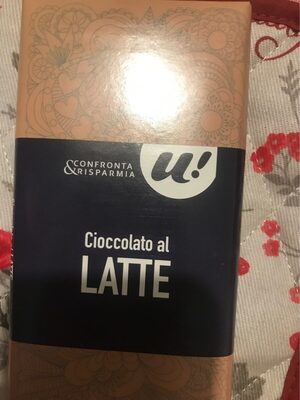 CONFRONTA
&RISPARMIA
U!
Cioccolato al
LATTE